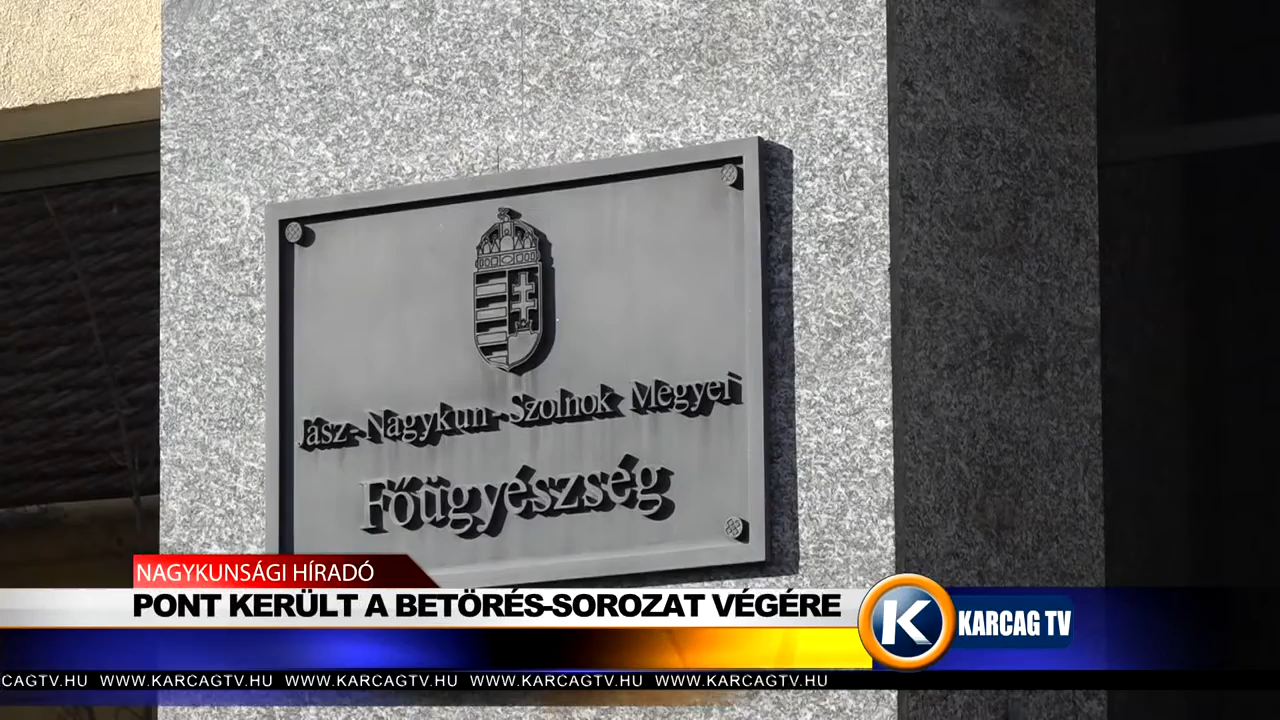 Jász-Nagykun-Szolnok Megyei
Főügyészség
NAGYKUNSÁGI HÍRADÓ
PONT KERÜLT A BETÖRÉS-SOROZAT VÉGÉRE
K KARCAG TV
CAGTV.HU WWW.KARCAGTV.HU WWW.KARCAGTV.HU WWW.KARCAGTV.HU WWW.KARCAGTV.HU